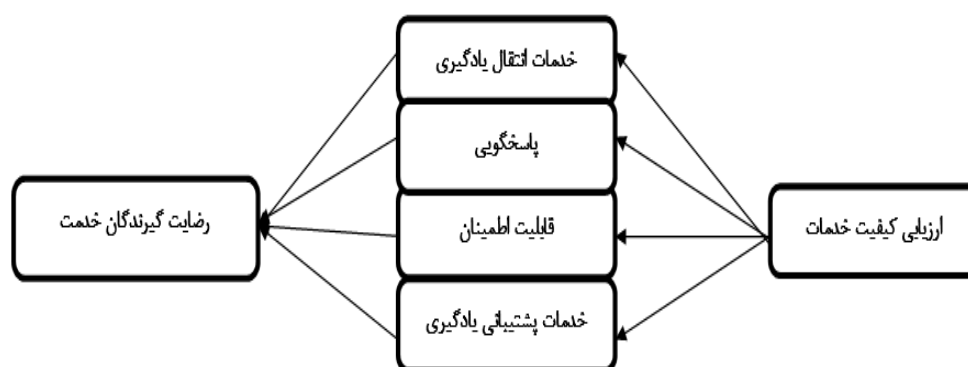 ارزیابی کیفیت خدمات
خدمات انتقال یادگیری
پاسخگویی
قابلیت اطمینان
خدمات پشتیبانی یادگیری
رضایت گیرندگان خدمت